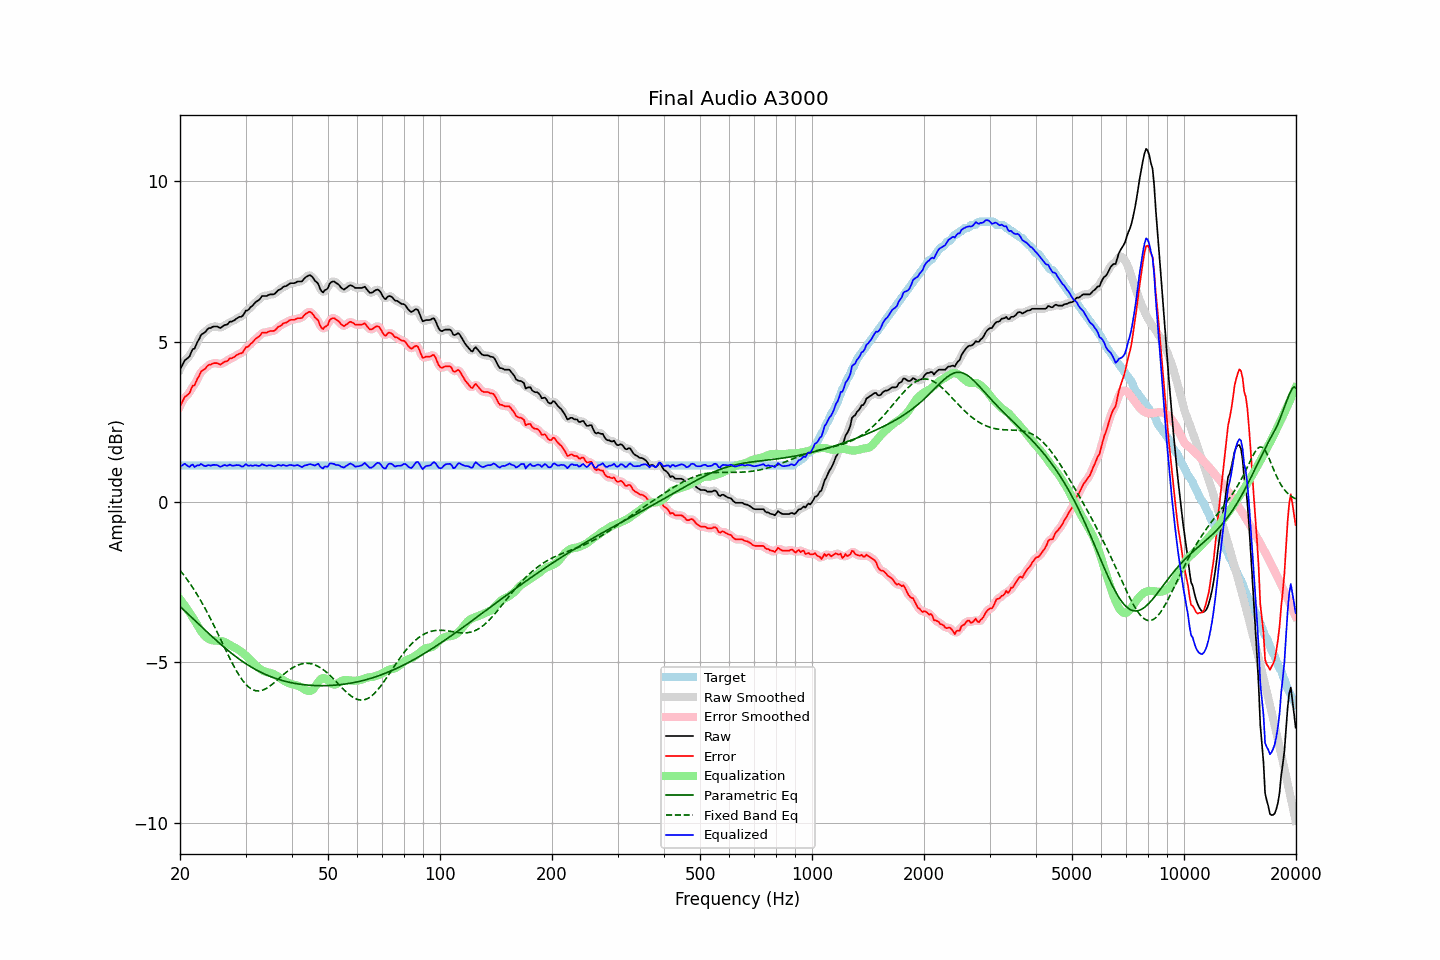 Final Audio A3000
Amplitude (dBr)
10
5
0
−5
−10
Target
Raw Smoothed
Error Smoothed
Raw
Error
Equalization
Parametric Eq
Fixed Band Eq
Equalized
20 50 100 200 500 1000 2000 5000 10000 20000
Frequency (Hz)